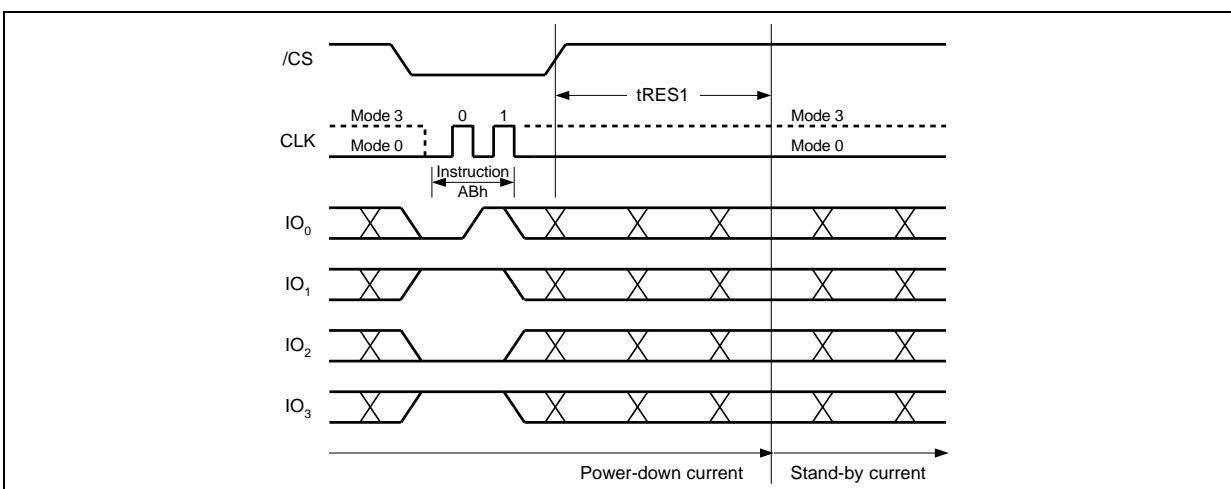 /CS
tRES1
Mode 3 0 1 Mode 3
CLK
Mode 0 Mode 0
Instruction
ABh
IO0
IO1
IO2
IO3
Power-down current Stand-by current